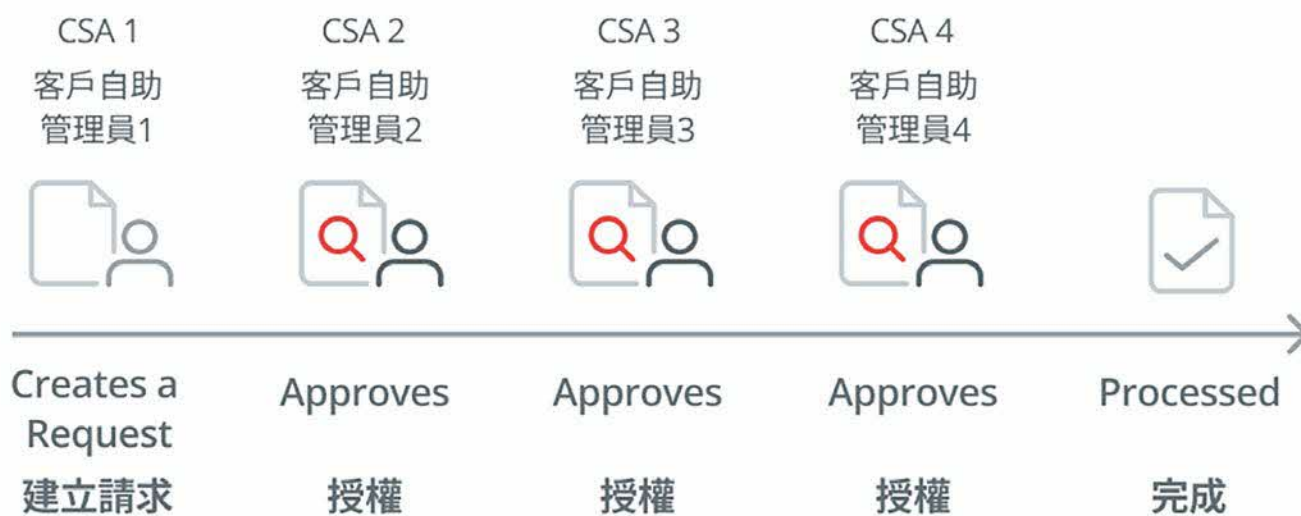 CSA 1
客戶自助
管理員1
CSA 2
客戶自助
管理員2
CSA 3
客戶自助
管理員3
CSA 4
客戶自助
管理員4
Creates a
Request
建立請求
Approves
授權
Approves
授權
Approves
授權
Processed
完成